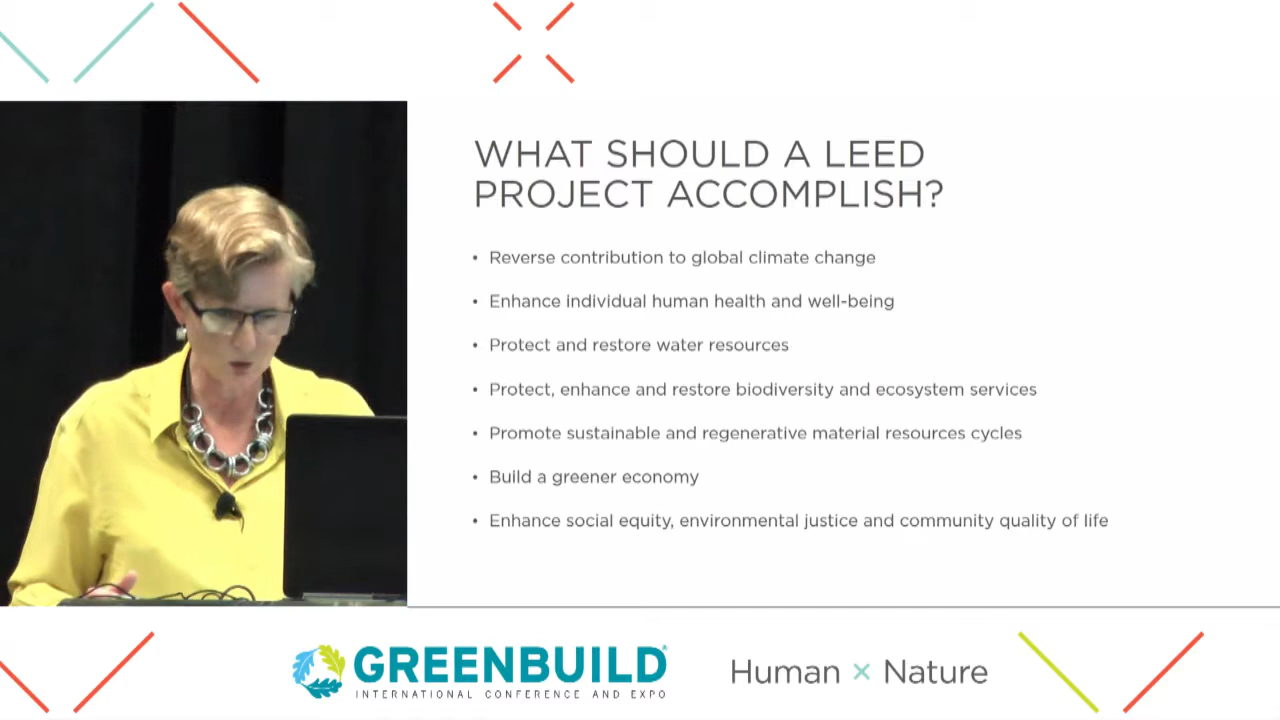 WHAT SHOULD A LEED
PROJECT ACCOMPLISH?
• Reverse contribution to global climate change
• Enhance individual human health and well-being
• Protect and restore water resources
• Protect, enhance and restore biodiversity and ecosystem services
• Promote sustainable and regenerative material resources cycles
• Build a greener economy
• Enhance social equity, environmental justice and community quality of life
GREENBUILD®
INTERNATIONAL CONFERENCE AND EXPO
Human × Nature